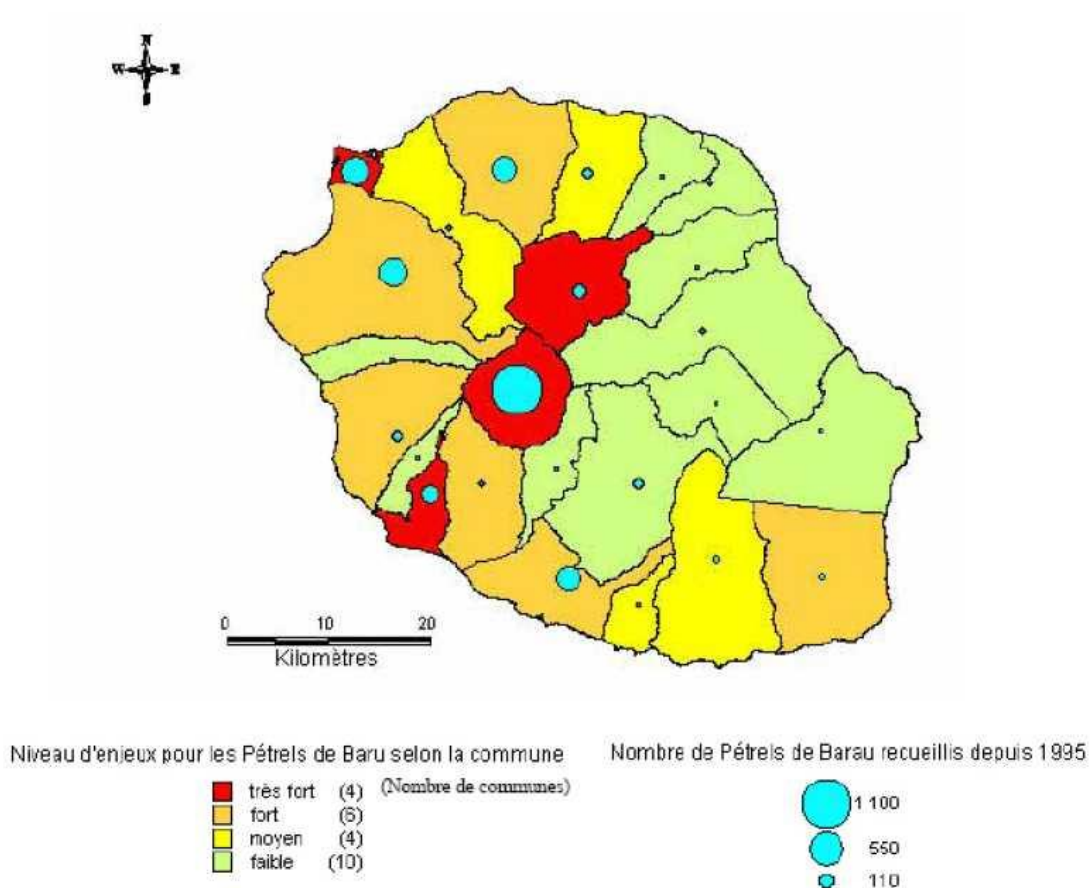 N
W E
S
0 10 20
Kilomètres
Niveau d'enjeux pour les Pétrels de Baru selon la commune
très fort (4) (Nombre de communes)
fort (6)
moyen (4)
faible (10)
Nombre de Pétrels de Barau recueillis depuis 1995
1 100
550
110